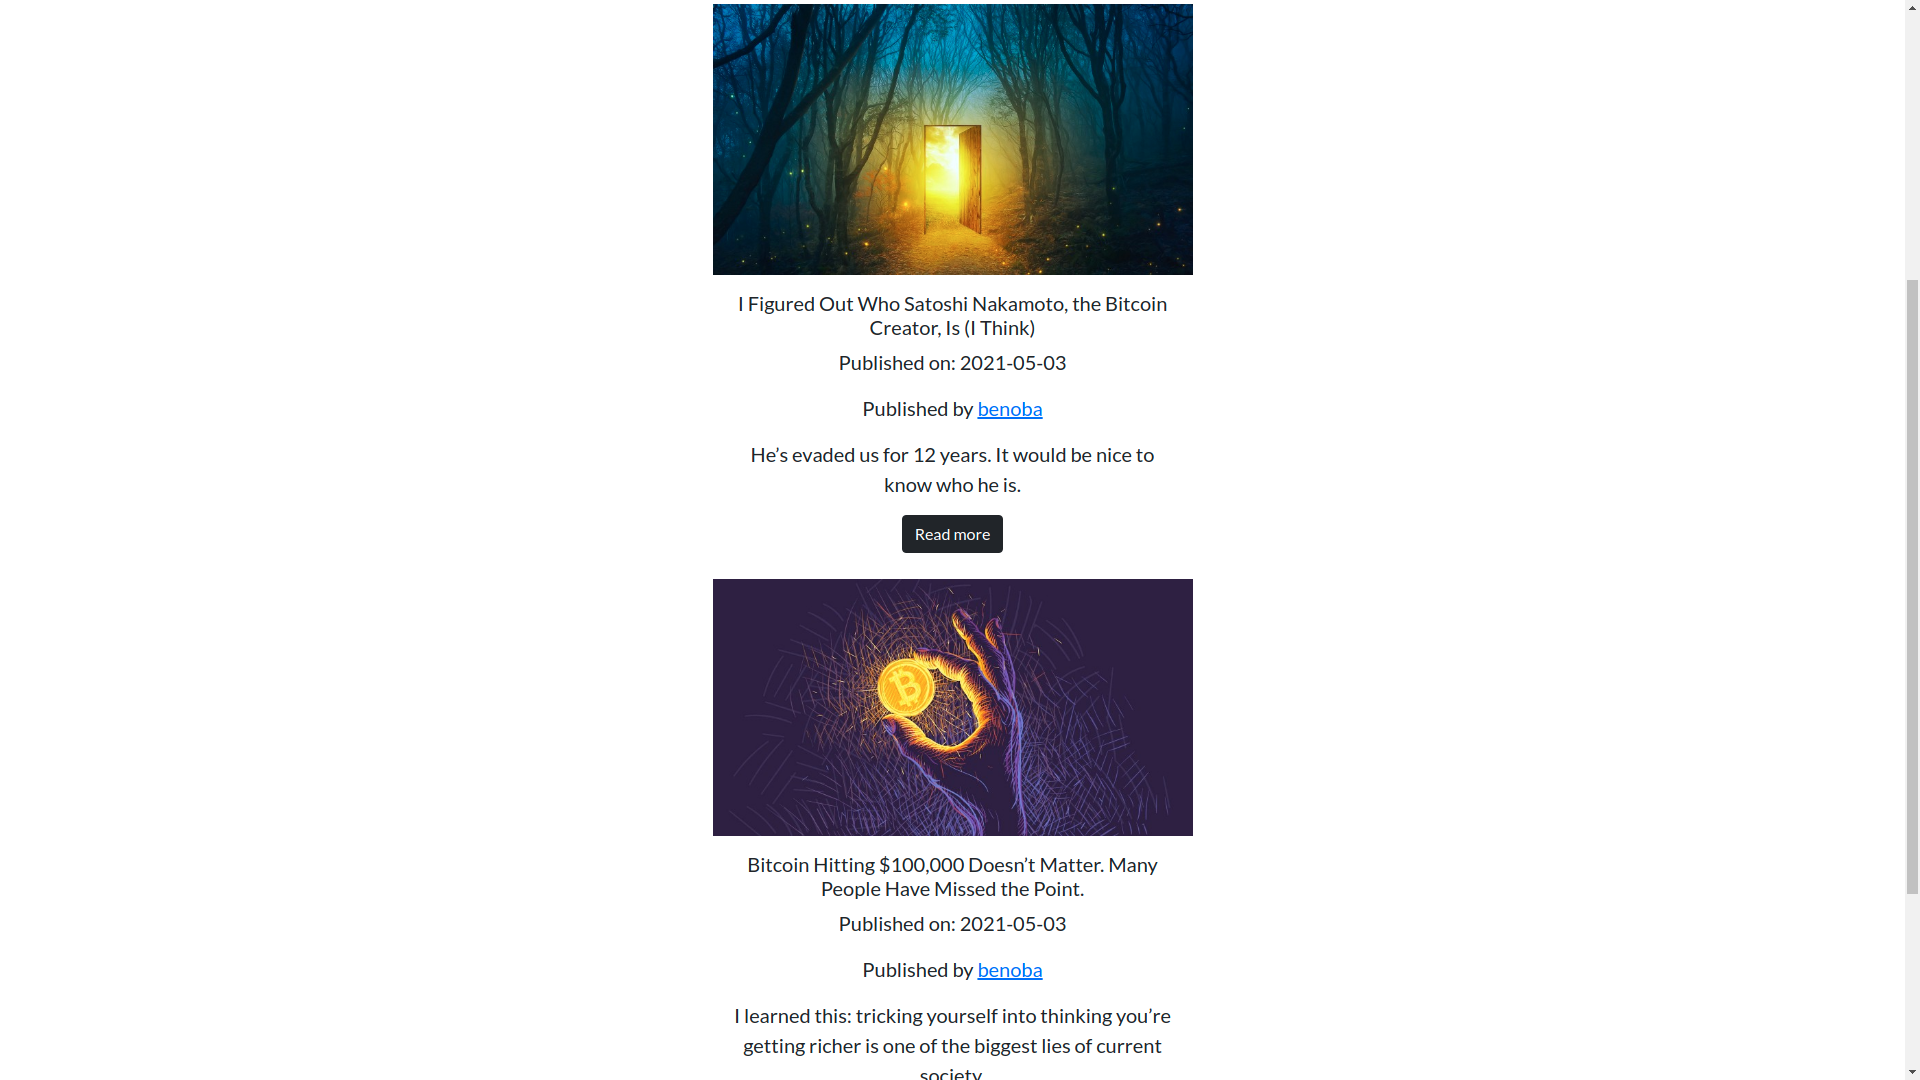 I Figured Out Who Satoshi Nakamoto, the Bitcoin
Creator, Is (I Think)
Published on: 2021-05-03
Published by benoba
He’s evaded us for 12 years. It would be nice to
know who he is.
Read more
Bitcoin Hitting $100,000 Doesn’t Matter. Many
People Have Missed the Point.
Published on: 2021-05-03
Published by benoba
I learned this: tricking yourself into thinking you’re
getting richer is one of the biggest lies of current
society.